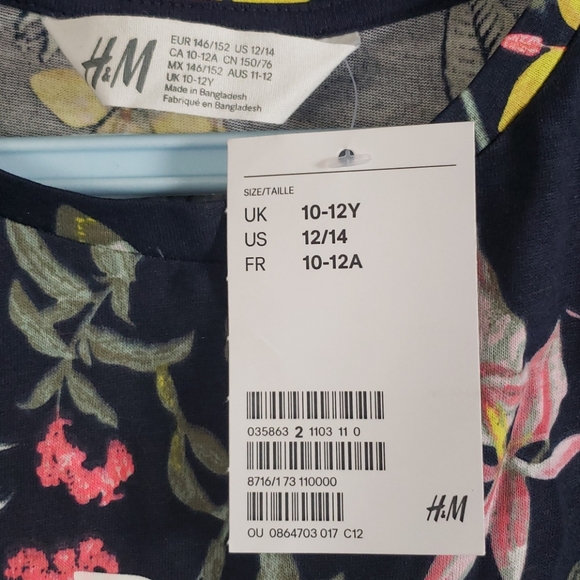 H&M
EUR 146/152 US 12/14
CA 10-12A CN 150/76
MX 146/152 AUS 11-12
UK 10-12Y
Made in Bangladesh
Fabriqué en Bangladesh
SIZE/TAILLE
UK 10-12Y
US 12/14
FR 10-12A
035863 2 1103 11 0
8716/1 73 110000
H&M
OU 0864703 017 C12